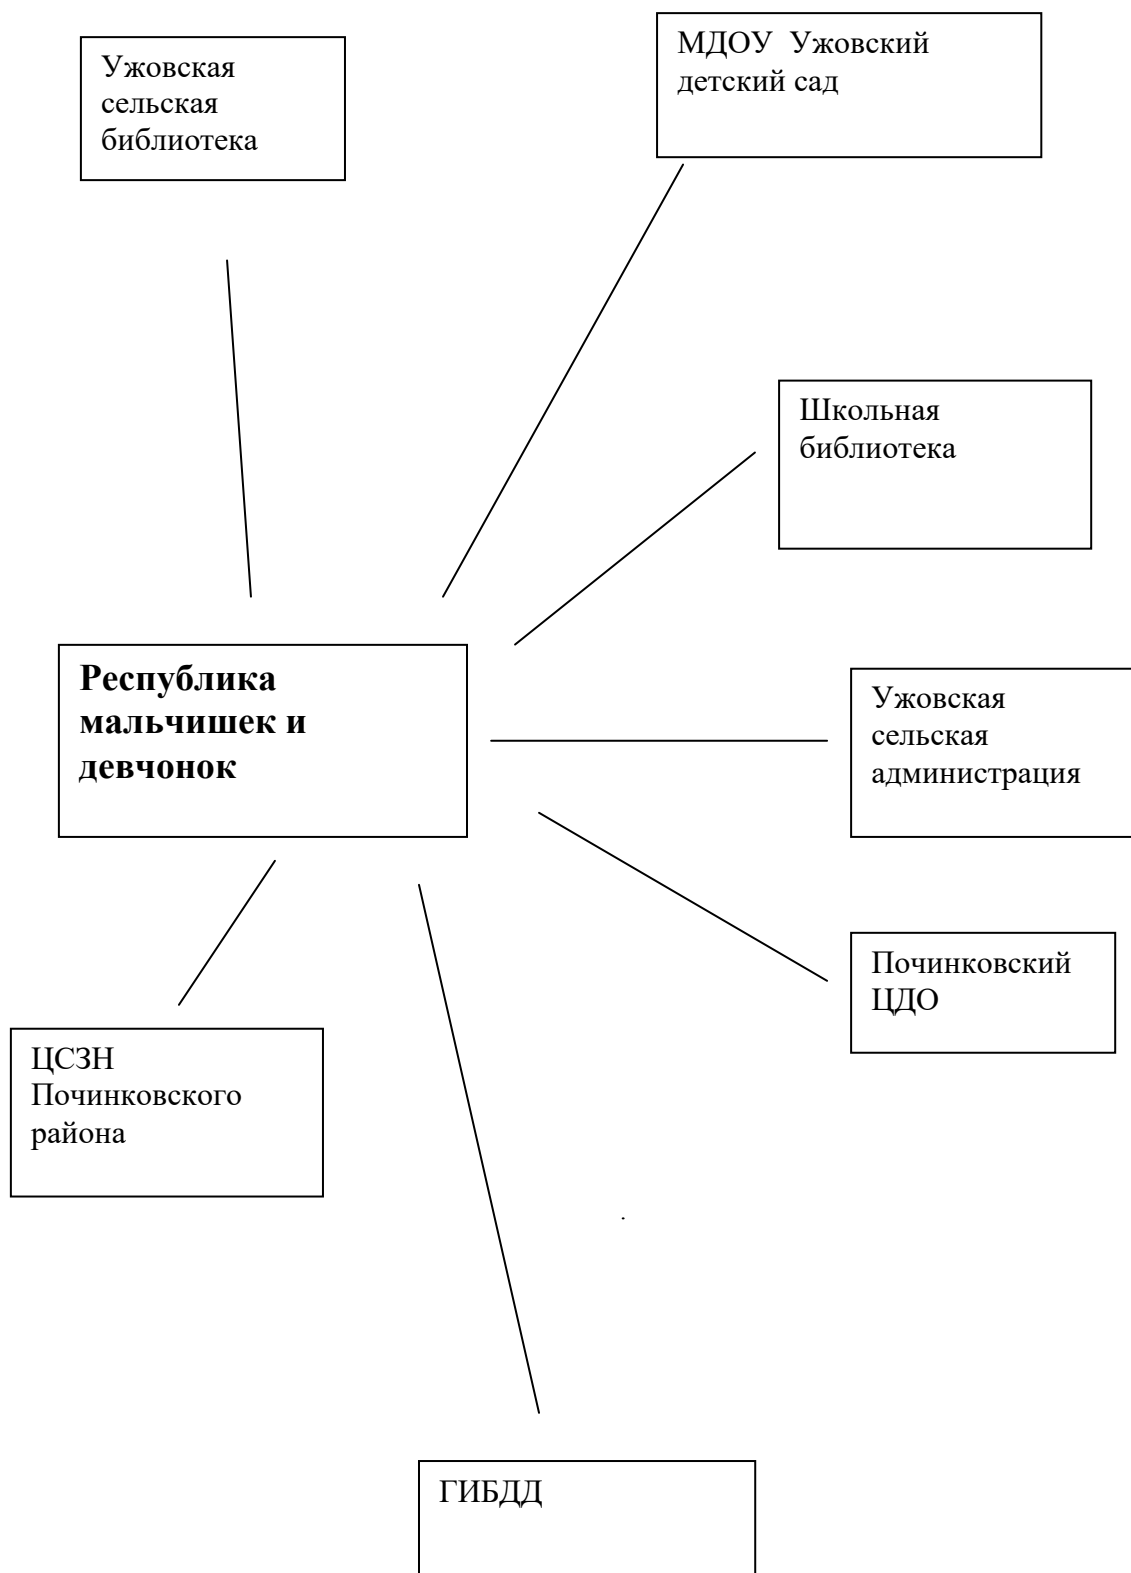 Ужовская
сельская
библиотека
МДОУ  Ужовский
детский сад
Школьная
библиотека
Республика
мальчишек и
девчонок
Ужовская
сельская
администрация
Починковский
ЦДО
ЦСЗН
Починковского
района
.
ГИБДД